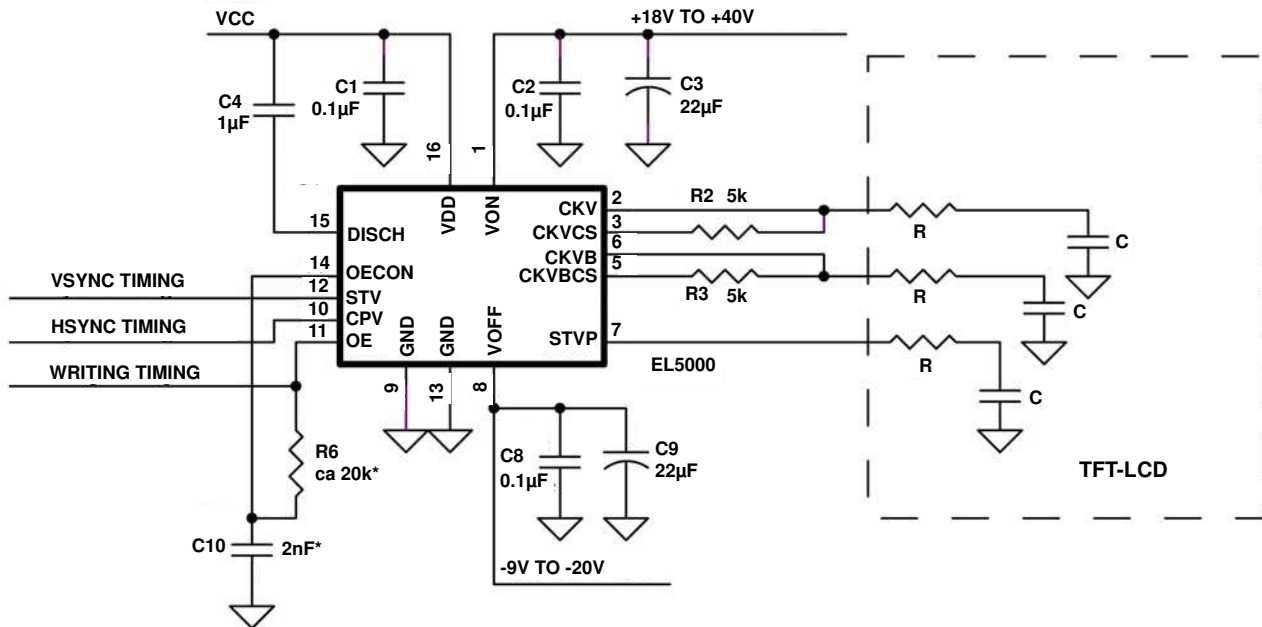 VCC
+18V TO +40V
C4
1µF
C1
0.1µF
C2
0.1µF
C3
22µF
16
1
15
DISCH
VDD
VON
CKV
2
CKVCS
3
CKVB
6
CKVBCS
5
R2 5k
R3 5k
R
C
R
C
R
C
14
OECON
VSYNC TIMING
12
STV
10
CPV
HSYNC TIMING
11
OE
GND
GND
VOFF
STVP
7
EL5000
WRITING TIMING
9
13
8
R6
ca 20k*
C8
0.1µF
C9
22µF
TFT-LCD
C10 2nF*
-9V TO -20V